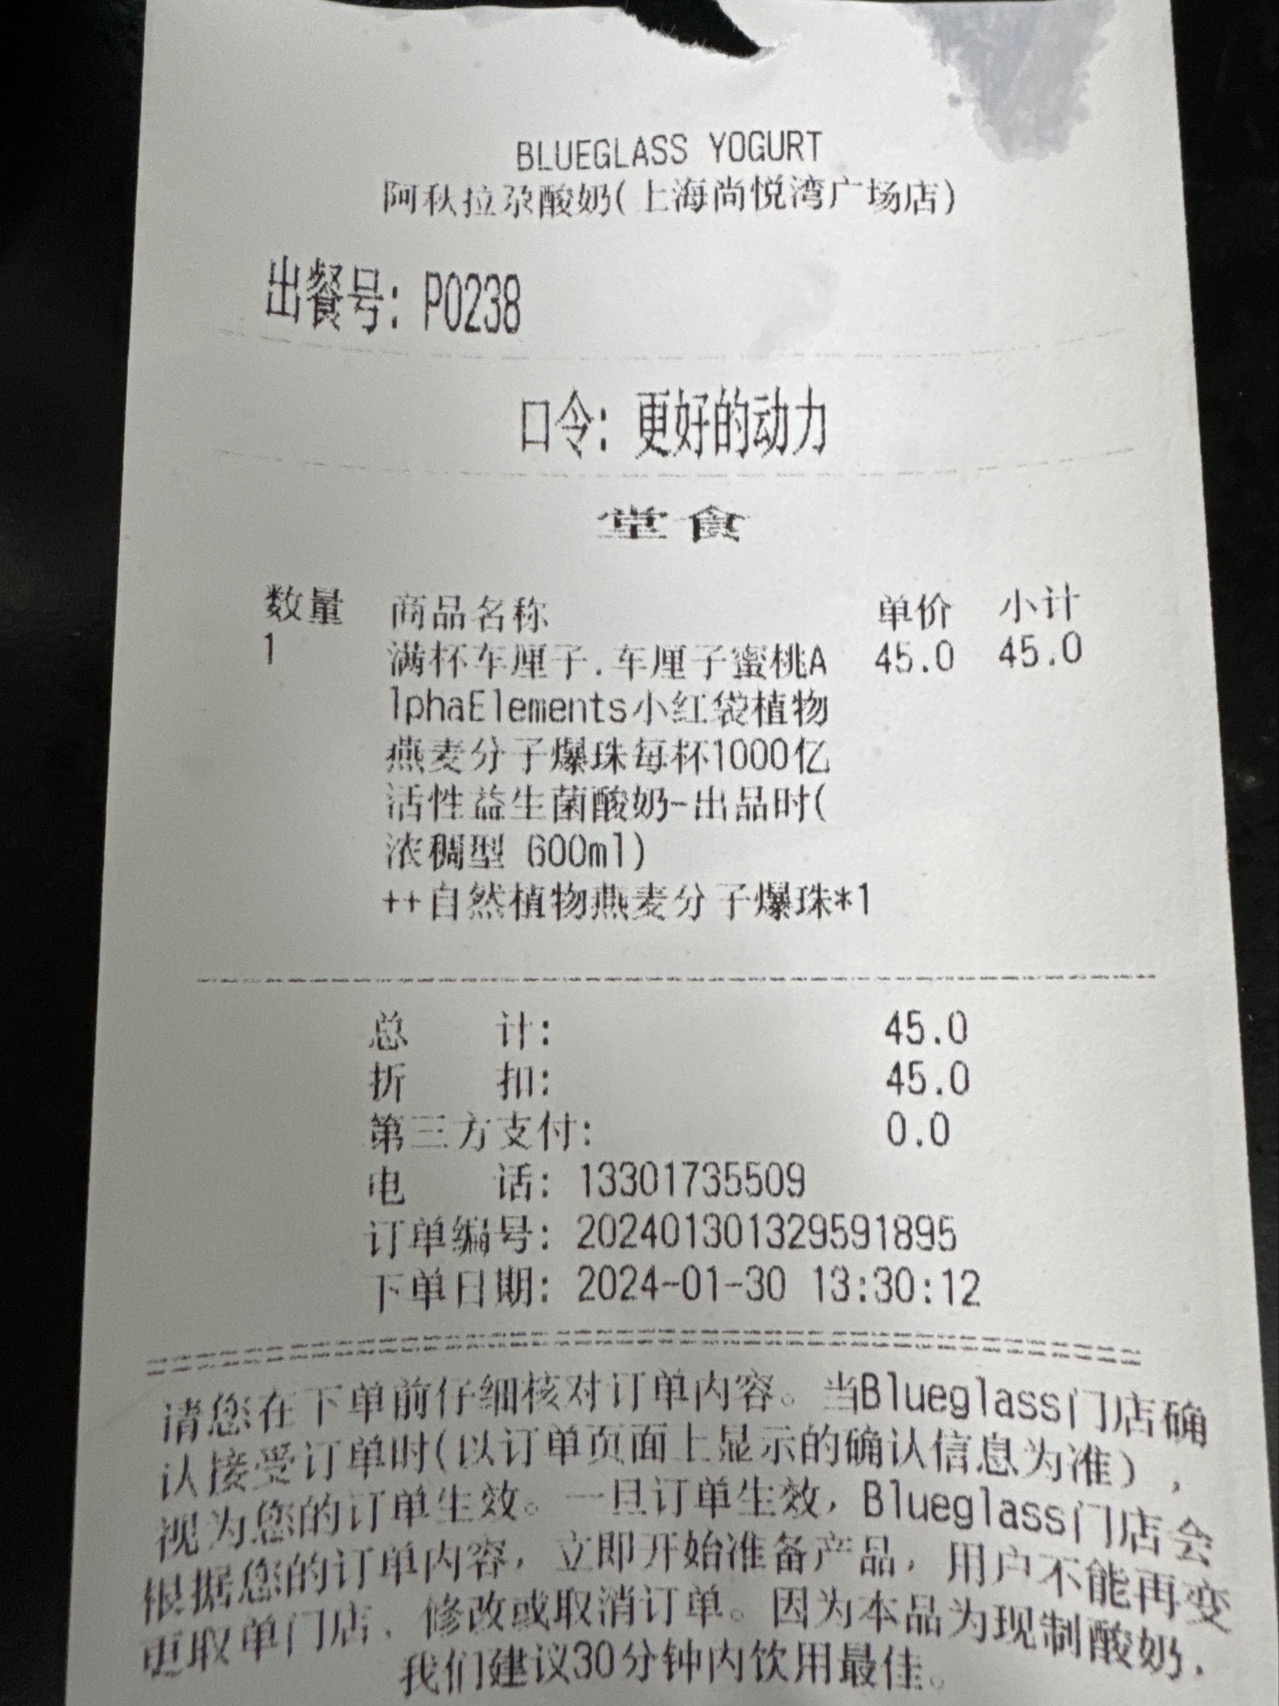 BLUEGLASS YOGURT
阿秋拉尕酸奶(上海尚悦湾广场店)
出餐号: P0238
口令: 更好的动力
堂食
数量 商品名称 单价 小计
1 满杯车厘子.车厘子蜜桃A 45.0 45.0
lphaElements小红袋植物
燕麦分子爆珠每杯1000亿
活性益生菌酸奶-出品时(
浓稠型 600ml)
++自然植物燕麦分子爆珠*1
总 计: 45.0
折 扣: 45.0
第三方支付: 0.0
电 话: 13301735509
订单编号: 202401301329591895
下单日期: 2024-01-30 13:30:12
请您在下单前仔细核对订单内容。当Blueglass门店确
认接受订单时(以订单页面上显示的确认信息为准),
视为您的订单生效。一旦订单生效,Blueglass门店会
根据您的订单内容,立即开始准备产品,用户不能再变
更取单门店、修改或取消订单。因为本品为现制酸奶,
我们建议30分钟内饮用最佳。